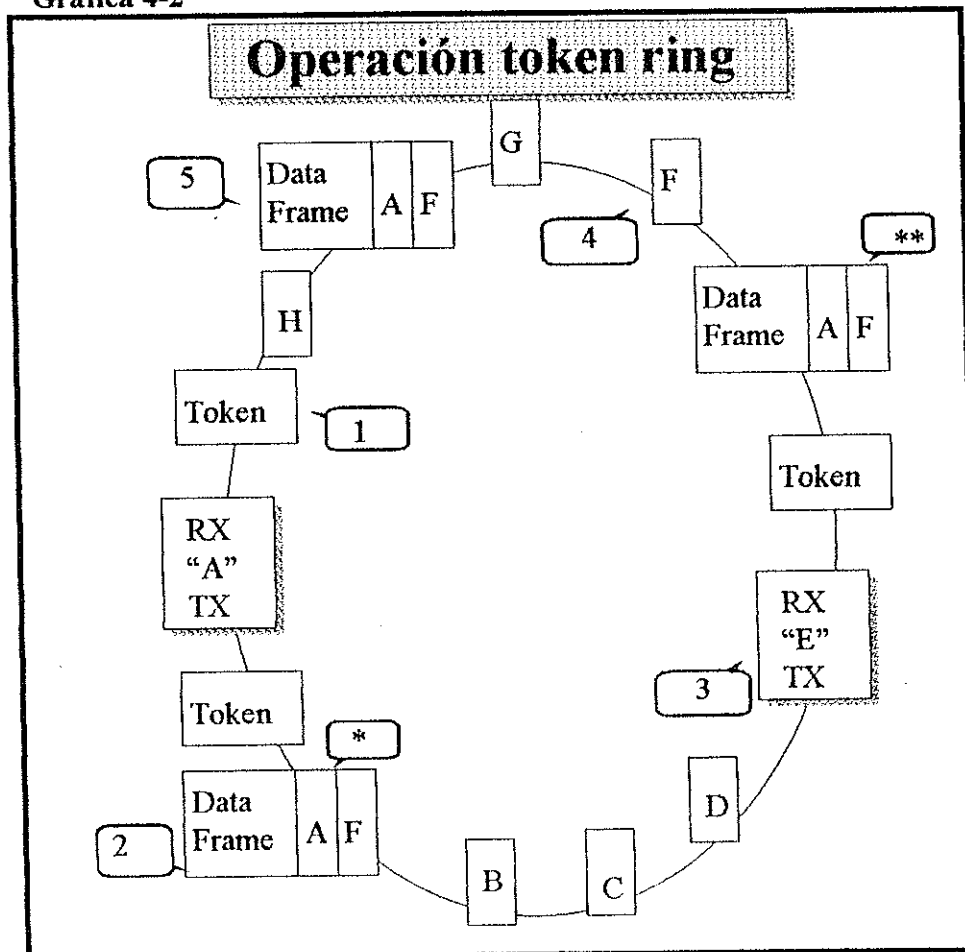 Gráfica 4-2
Operación token ring
G
5
Data
Frame
A
F
F
4
**
Data
Frame
A
F
H
Token
1
Token
RX
"A"
TX
RX
"E"
TX
3
Token
*
Data
Frame
A
F
2
D
B
C